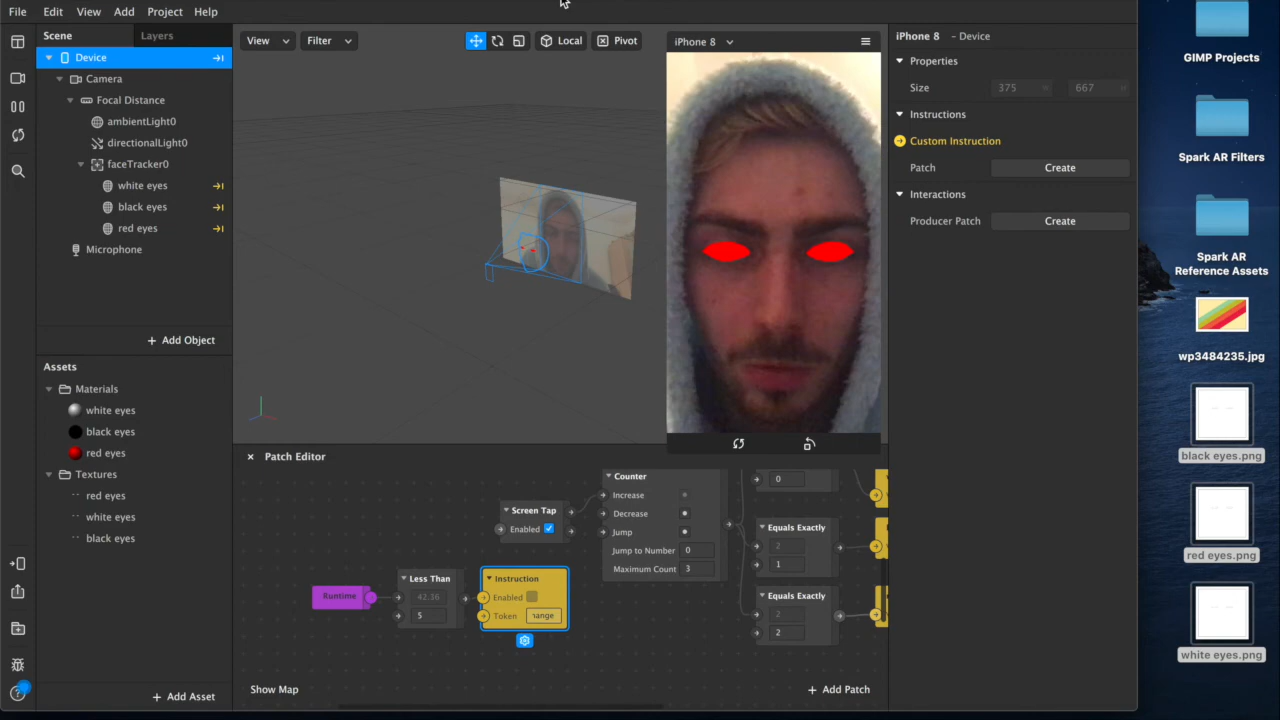 File Edit View Add Project Help
Scene Layers
Device
Camera
Focal Distance
ambientLight0
directionalLight0
faceTracker0
white eyes
black eyes
red eyes
Microphone
Add Object
Assets
Materials
white eyes
black eyes
red eyes
Textures
red eyes
white eyes
black eyes
Add Asset
View Filter Local Pivot
iPhone 8
Patch Editor
Screen Tap
Enabled
Counter
Increase
Decrease
Jump
Jump to Number 0
Maximum Count 3
0
Equals Exactly
2
1
Equals Exactly
2
2
Runtime
Less Than
42.16
5
Instruction
Enabled
Token hange
Show Map
Add Patch
iPhone 8 – Device
Properties
Size 375 667
Instructions
Custom Instruction
Patch Create
Interactions
Producer Patch Create
GIMP Projects
Spark AR Filters
Spark AR
Reference Assets
wp3484235.jpg
black eyes.png
red eyes.png
white eyes.png